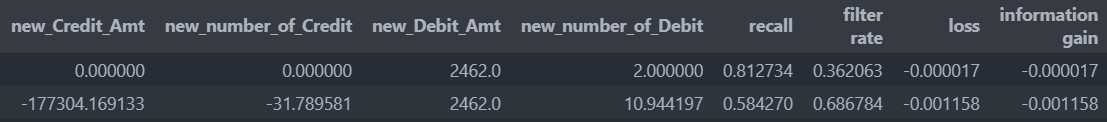 new_Credit_Amt new_number_of_Credit new_Debit_Amt new_number_of_Debit recall filter rate loss information gain
0.000000 0.000000 2462.0 2.000000 0.812734 0.362063 -0.000017 -0.000017
-177304.169133 -31.789581 2462.0 10.944197 0.584270 0.686784 -0.001158 -0.001158